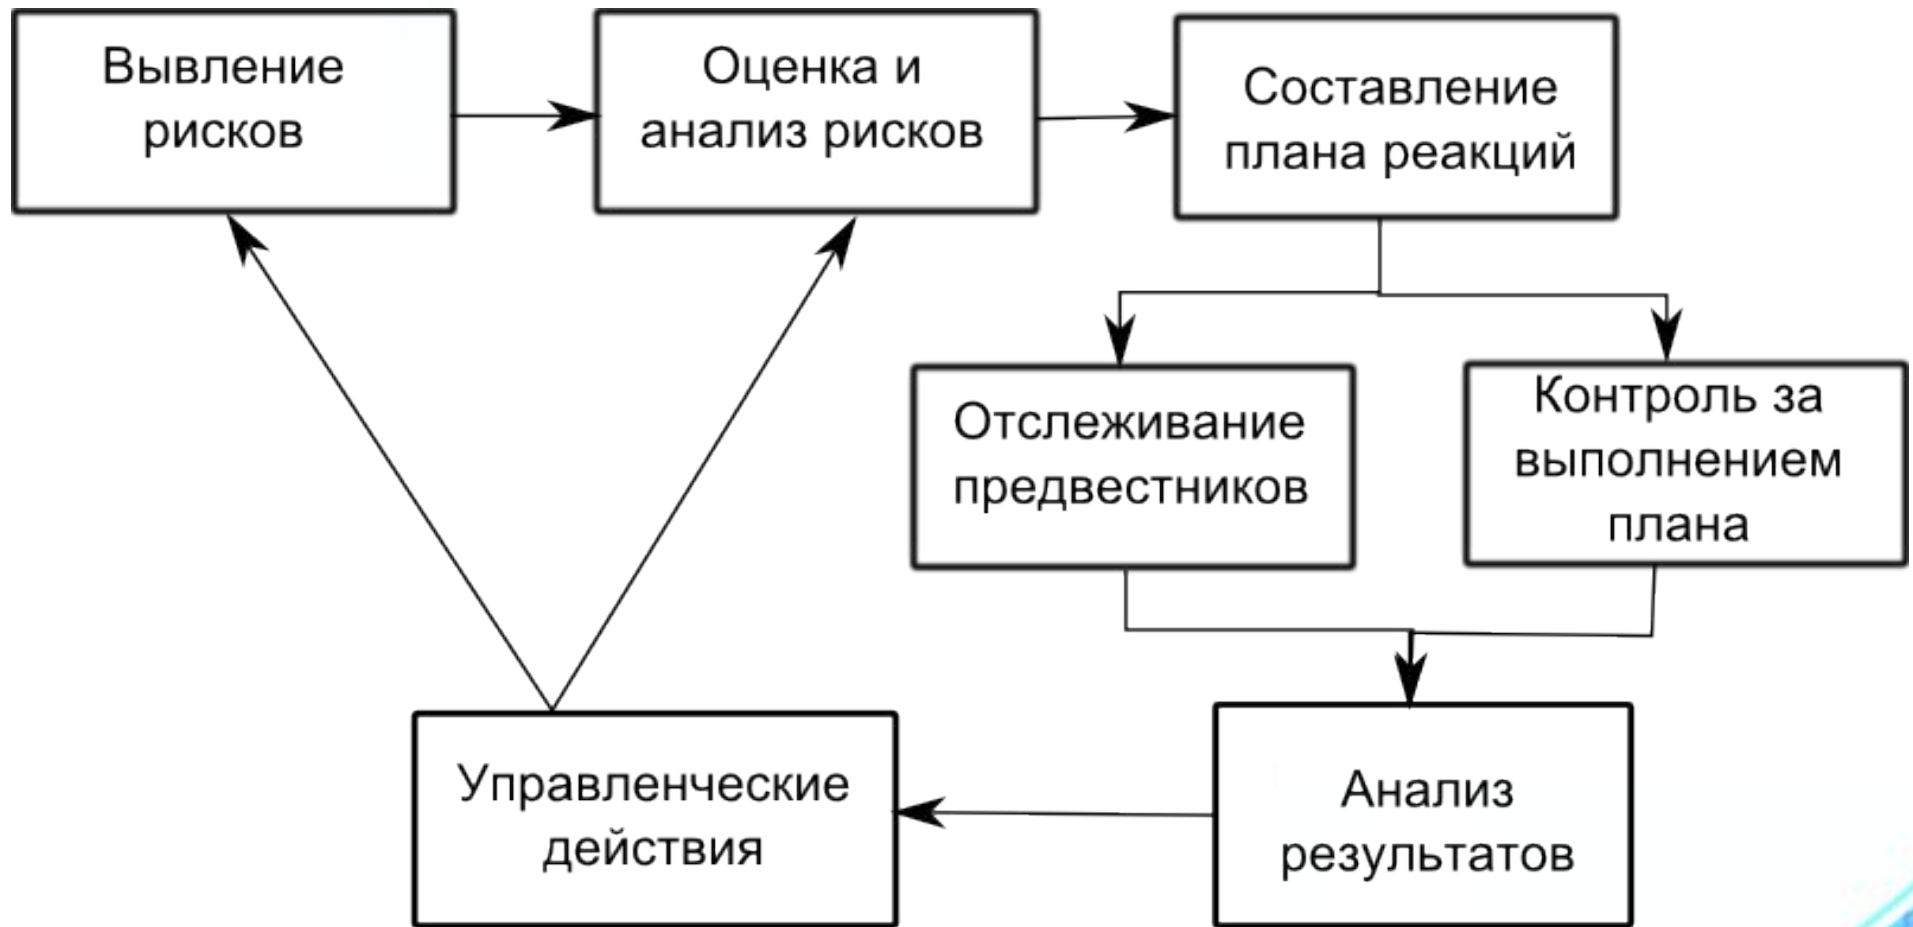 Вывление
рисков
Оценка и
анализ рисков
Составление
плана реакций
Отслеживание
предвестников
Контроль за
выполнением
плана
Управленческие
действия
Анализ
результатов